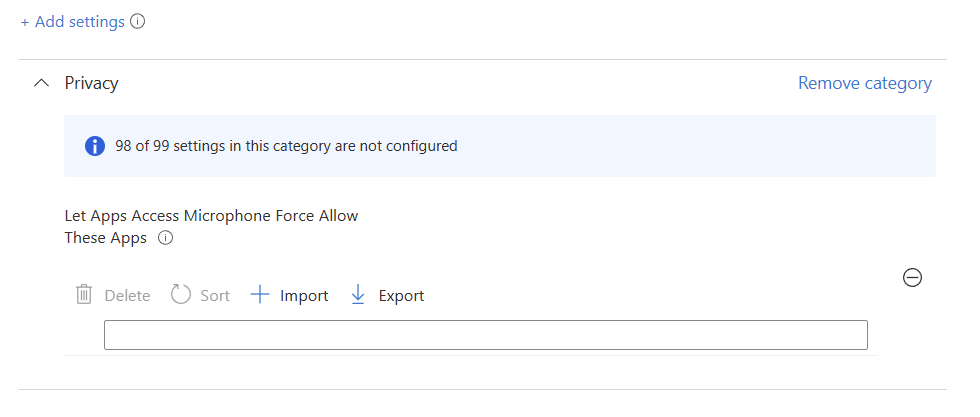 + Add settings
Privacy
Remove category
98 of 99 settings in this category are not configured
Let Apps Access Microphone Force Allow
These Apps
Delete Sort Import Export